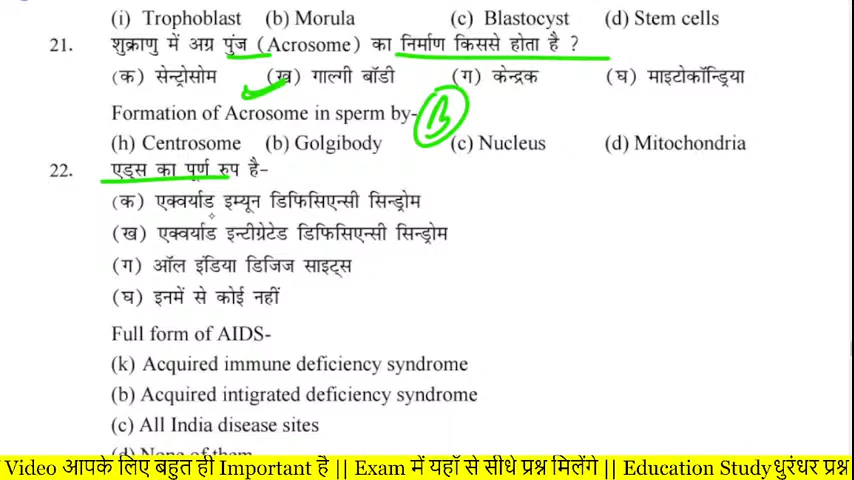 (i) Trophoblast (b) Morula (c) Blastocyst (d) Stem cells
21. शुक्राणु में अग्र पुंज (Acrosome) का निर्माण किससे होता है ?
(क) सेन्ट्रोसोम (ख) गाल्गी बॉडी (ग) केन्द्रक (घ) माइटोकॉन्ड्रिया
Formation of Acrosome in sperm by- B
(h) Centrosome (b) Golgibody (c) Nucleus (d) Mitochondria
22. एड्स का पूर्ण रुप है-
(क) एक्वर्याड इम्यून डिफिसिएन्सी सिन्ड्रोम
(ख) एक्वर्याड इन्टीग्रेटेड डिफिसिएन्सी सिन्ड्रोम
(ग) ऑल इंडिया डिजिज साइट्स
(घ) इनमें से कोई नहीं
Full form of AIDS-
(k) Acquired immune deficiency syndrome
(b) Acquired intigrated deficiency syndrome
(c) All India disease sites
(d) None of them
Video आपके लिए बहुत ही Important है || Exam में यहाँ से सीधे प्रश्न मिलेंगे || Education Study धुरंधर प्रश्न